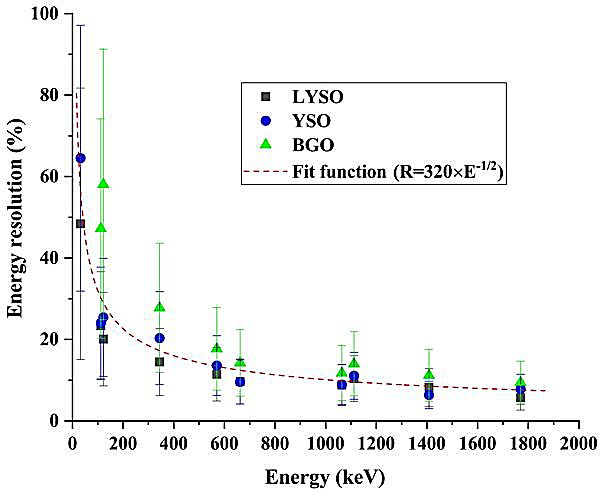 100
80
60
40
20
0
Energy resolution (%)
LYSO
YSO
BGO
Fit function (R=320×E^-1/2)
0 200 400 600 800 1000 1200 1400 1600 1800 2000
Energy (keV)